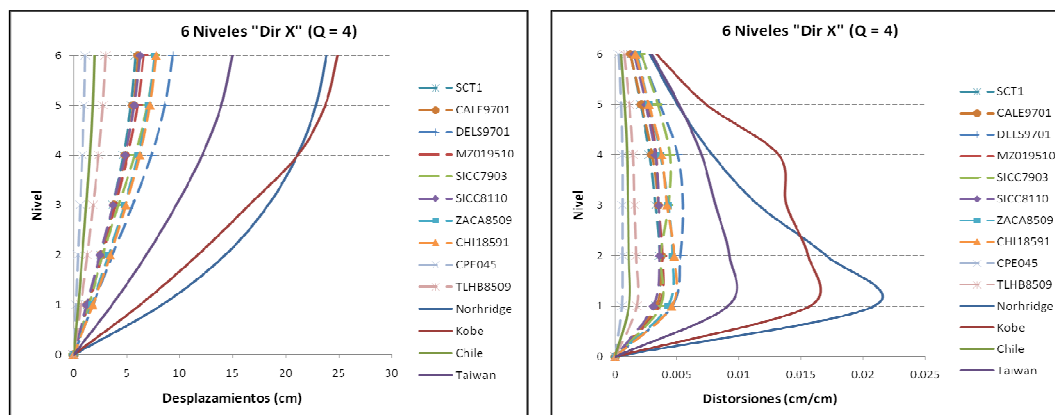 6 Niveles "Dir X" (Q = 4)
6
5
4
3
2
1
0
Nivel
0
5
10
15
20
25
30
Desplazamientos (cm)
SCT1
CALE9701
DELS9701
MZ019510
SICC7903
SICC8110
ZACA8509
CHI18591
CPE045
TLHB8509
Norhridge
Kobe
Chile
Taiwan
6 Niveles "Dir X" (Q = 4)
6
5
4
3
2
1
0
Nivel
0
0.005
0.01
0.015
0.02
0.025
Distorsiones (cm/cm)
SCT1
CALE9701
DELS9701
MZ019510
SICC7903
SICC8110
ZACA8509
CHI18591
CPE045
TLHB8509
Norhridge
Kobe
Chile
Taiwan